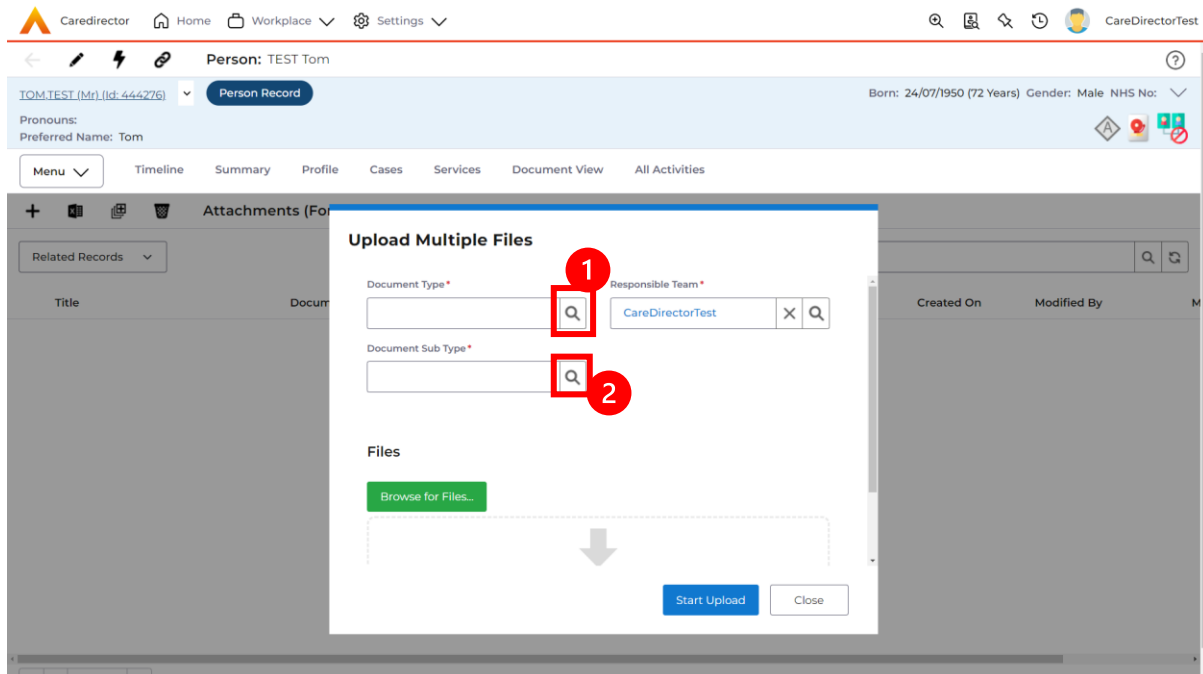 Caredirector Home Workplace Settings CareDirectorTest
Person: TEST Tom
TOM,TEST (Mr) (Id: 444276) Person Record Born: 24/07/1950 (72 Years) Gender: Male NHS No:
Pronouns:
Preferred Name: Tom
A
Menu Timeline Summary Profile Cases Services Document View All Activities
Attachments (For
Upload Multiple Files
Related Records
1
Document Type* Responsible Team*
CareDirectorTest
Title Docum Created On Modified By M
Document Sub Type*
2
Files
Browse for Files...
Start Upload Close